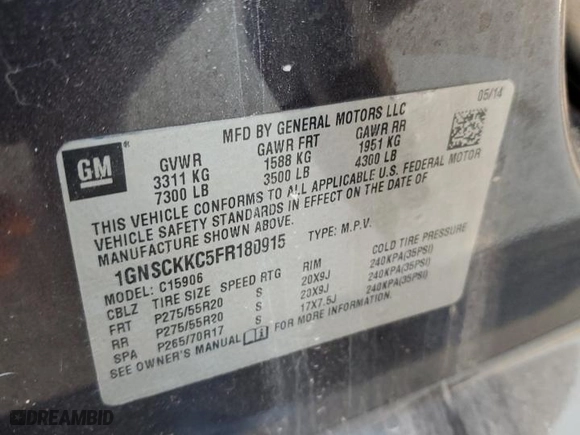 05/14
MFD BY GENERAL MOTORS LLC
GM
GVWR GAWR FRT GAWR RR
3311 KG 1588 KG 1951 KG
7300 LB 3500 LB 4300 LB
THIS VEHICLE CONFORMS TO ALL APPLICABLE U.S. FEDERAL MOTOR
VEHICLE SAFETY STANDARDS IN EFFECT ON THE DATE OF
MANUFACTURE SHOWN ABOVE.
1GNSCKKC5FR180915 TYPE: M.P.V.
MODEL: C15906
CBLZ TIRE SIZE SPEED RTG RIM COLD TIRE PRESSURE
FRT P275/55R20 S 20X9J 240KPA(35PSI)
RR P275/55R20 S 20X9J 240KPA(35PSI)
SPA P265/70R17 S 17X7.5J 240KPA(35PSI)
SEE OWNER'S MANUAL FOR MORE INFORMATION.
DREAMBID